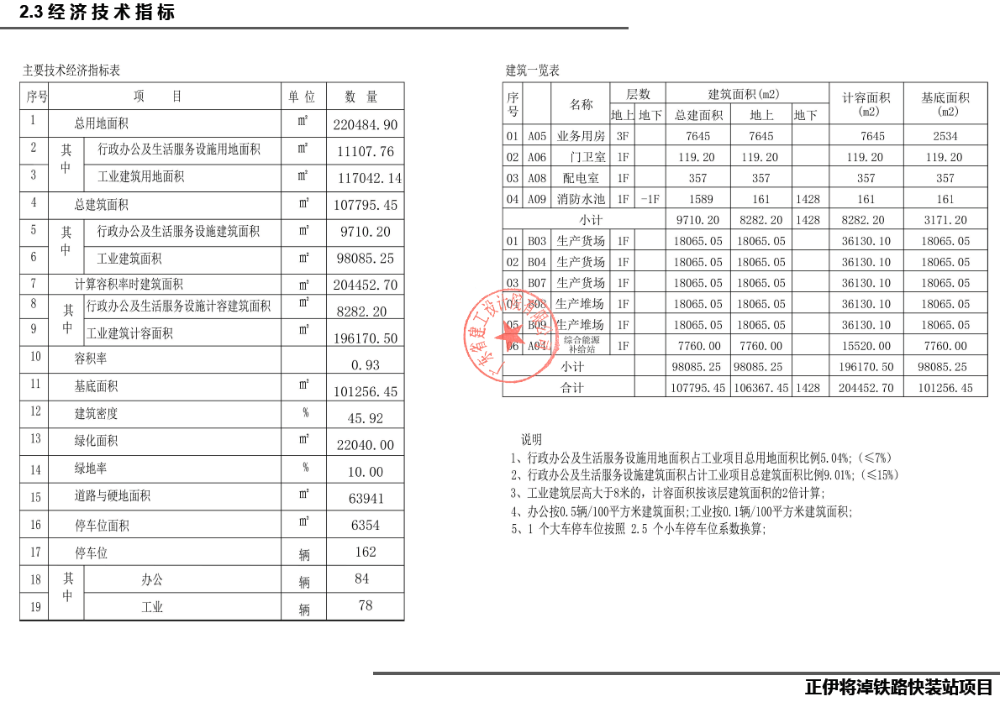 2.3 经 济 技 术 指 标
主要技术经济指标表
序号 项 目 单 位 数 量
1 总用地面积 ㎡ 220484.90
其中
2 行政办公及生活服务设施用地面积 ㎡ 11107.76
3 工业建筑用地面积 ㎡ 117042.14
4 总建筑面积 ㎡ 107795.45
其中
5 行政办公及生活服务设施建筑面积 ㎡ 9710.20
6 工业建筑面积 ㎡ 98085.25
7 计算容积率时建筑面积 ㎡ 204452.70
其中
8 行政办公及生活服务设施计容建筑面积 ㎡ 8282.20
9 工业建筑计容面积 ㎡ 196170.50
10 容积率 0.93
11 基底面积 ㎡ 101256.45
12 建筑密度 % 45.92
13 绿化面积 ㎡ 22040.00
14 绿地率 % 10.00
15 道路与硬地面积 ㎡ 63941
16 停车位面积 ㎡ 6354
17 停车位 辆 162
其中
18 办公 辆 84
19 工业 辆 78
建筑一览表
序号 名称 层数 建筑面积(m2) 计容面积(m2) 基底面积(m2)
地上 地下 总建面积 地上 地下
01 A05 业务用房 3F 7645 7645 7645 2534
02 A06 门卫室 1F 119.20 119.20 119.20 119.20
03 A08 配电室 1F 357 357 357 357
04 A09 消防水池 1F -1F 1589 161 1428 161 161
小计 9710.20 8282.20 1428 8282.20 3171.20
01 B03 生产货场 1F 18065.05 18065.05 36130.10 18065.05
02 B04 生产货场 1F 18065.05 18065.05 36130.10 18065.05
03 B07 生产货场 1F 18065.05 18065.05 36130.10 18065.05
04 B08 生产堆场 1F 18065.05 18065.05 36130.10 18065.05
05 B09 生产堆场 1F 18065.05 18065.05 36130.10 18065.05
06 A04 综合能源补给站 1F 7760.00 7760.00 15520.00 7760.00
小计 98085.25 98085.25 196170.50 98085.25
合计 107795.45 106367.45 1428 204452.70 101256.45
广东省建工设计院有限公司
说明
1、行政办公及生活服务设施用地面积占工业项目总用地面积比例5.04%;（≤7%）
2、行政办公及生活服务设施建筑面积占计工业项目总建筑面积比例9.01%;（≤15%）
3、工业建筑层高大于8米的，计容面积按该层建筑面积的2倍计算;
4、办公按0.5辆/100平方米建筑面积;工业按0.1辆/100平方米建筑面积;
5、1 个大车停车位按照 2.5 个小车停车位系数换算;
正伊将淖铁路快装站项目